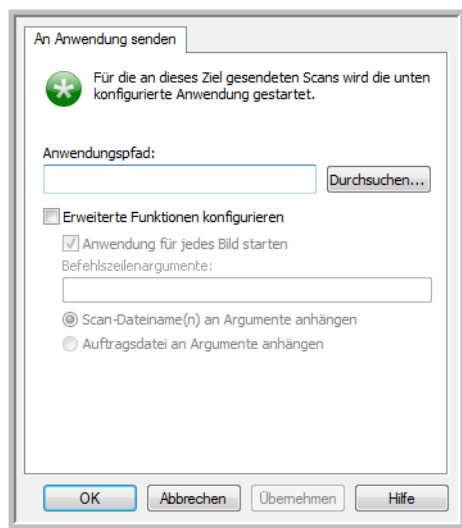 An Anwendung senden
Für die an dieses Ziel gesendeten Scans wird die unten
konfigurierte Anwendung gestartet.
Anwendungspfad:
Durchsuchen...
Erweiterte Funktionen konfigurieren
Anwendung für jedes Bild starten
Befehlszeilenargumente:
Scan-Dateiname(n) an Argumente anhängen
Auftragsdatei an Argumente anhängen
OK Abbrechen Übernehmen Hilfe